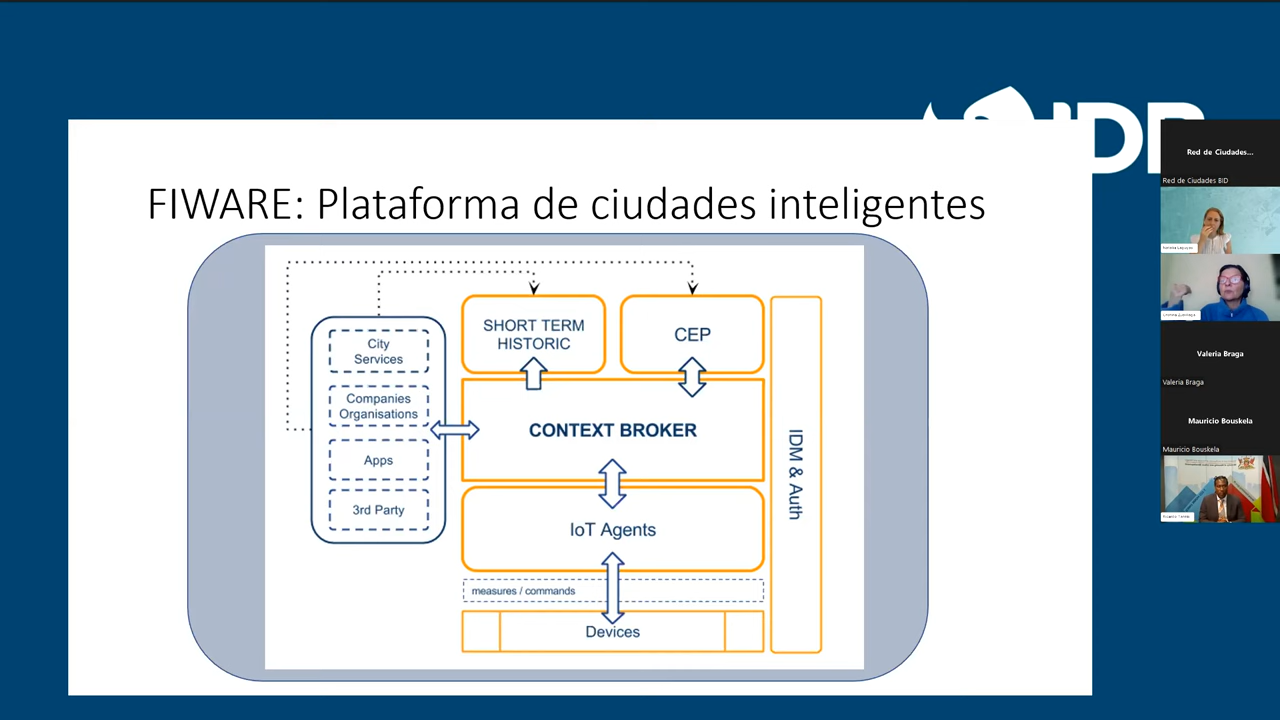 IDB
FIWARE: Plataforma de ciudades inteligentes
SHORT TERM
HISTORIC
CEP
City
Services
Companies
Organisations
Apps
3rd Party
CONTEXT BROKER
IoT Agents
measures / commands
Devices
IDM & Auth
Red de Ciudades...
Red de Ciudades BID
Valeria Braga
Valeria Braga
Mauricio Bouskela
Mauricio Bouskela